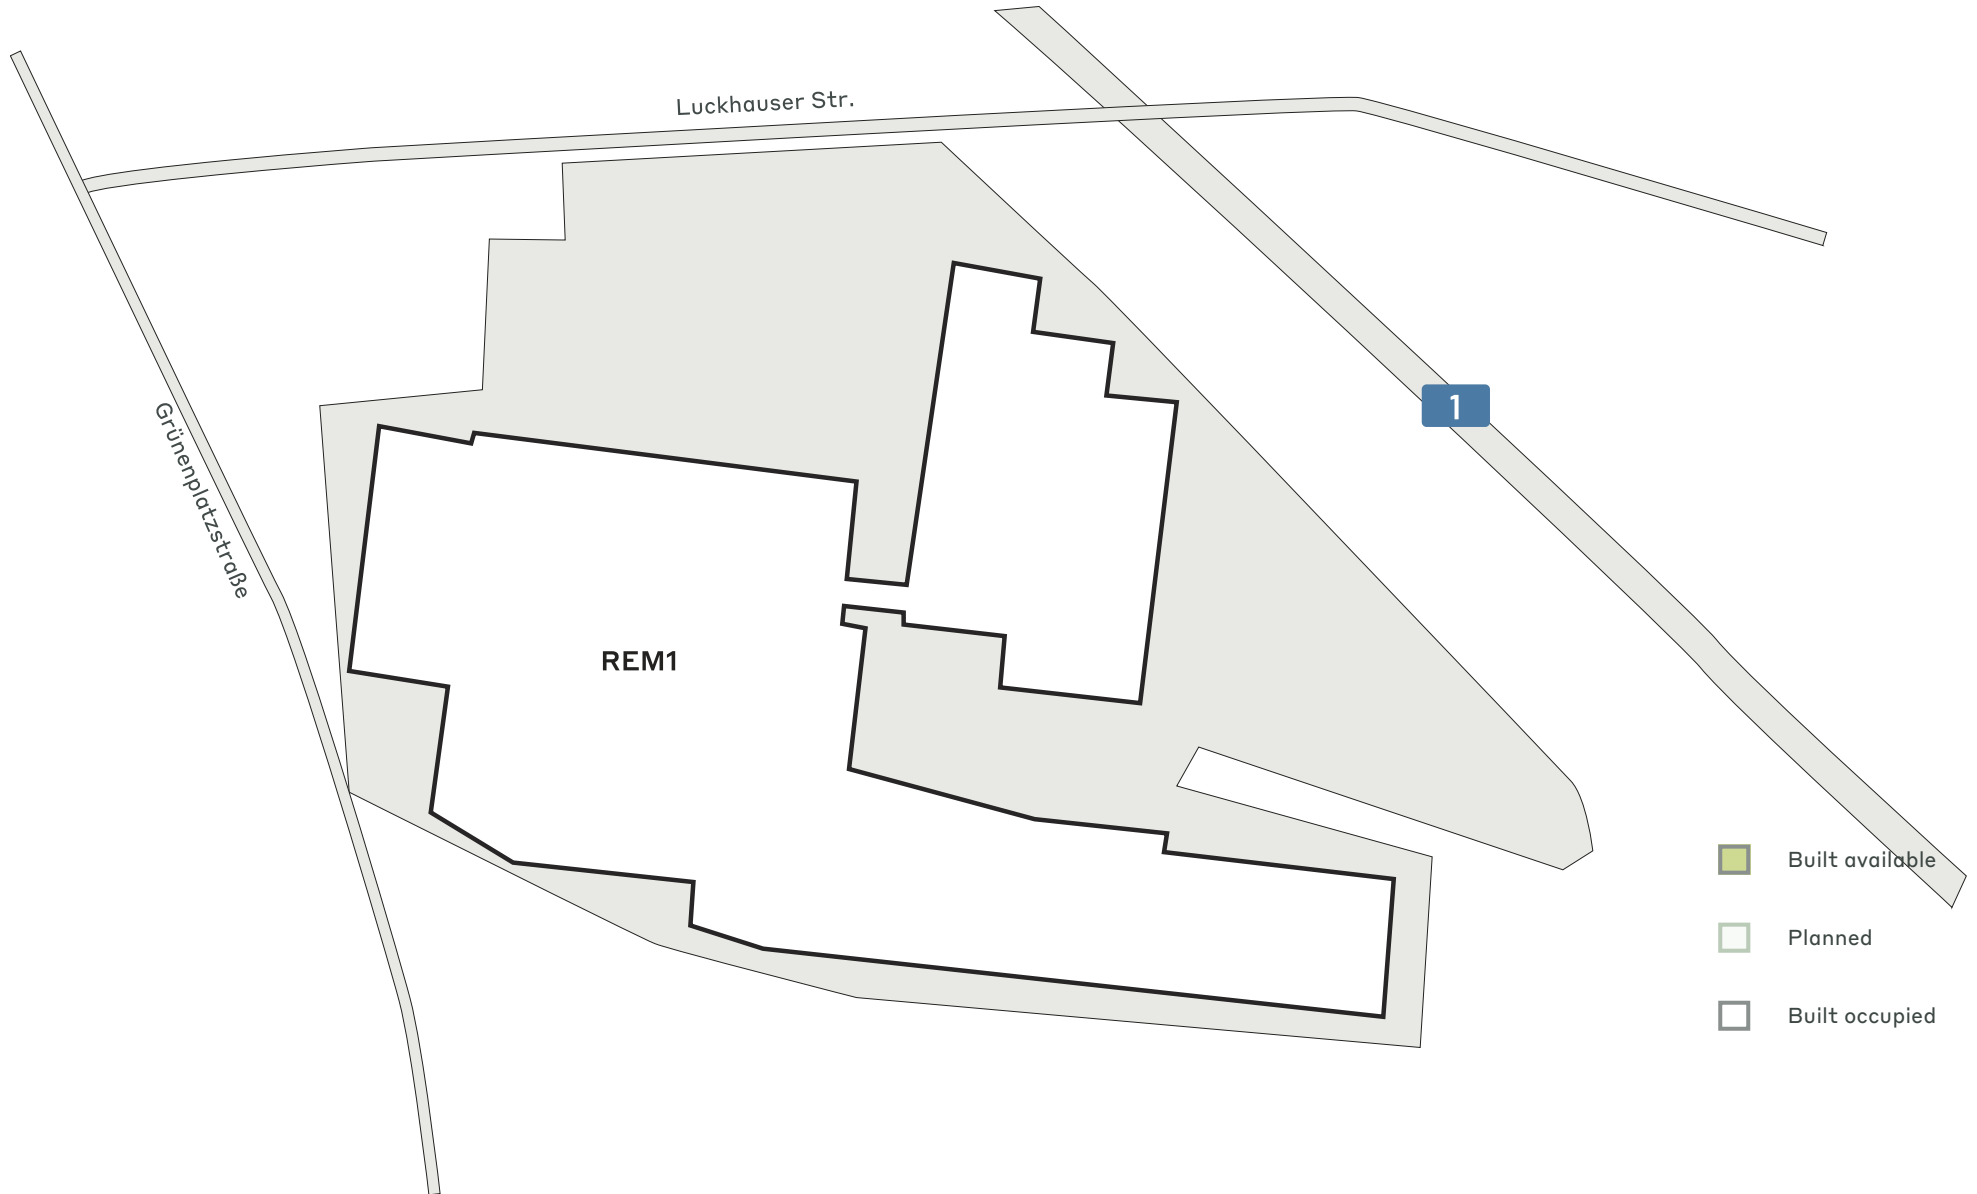 Luckhauser Str.
Grünenplatzstraße
1
REM1
Built available
Planned
Built occupied